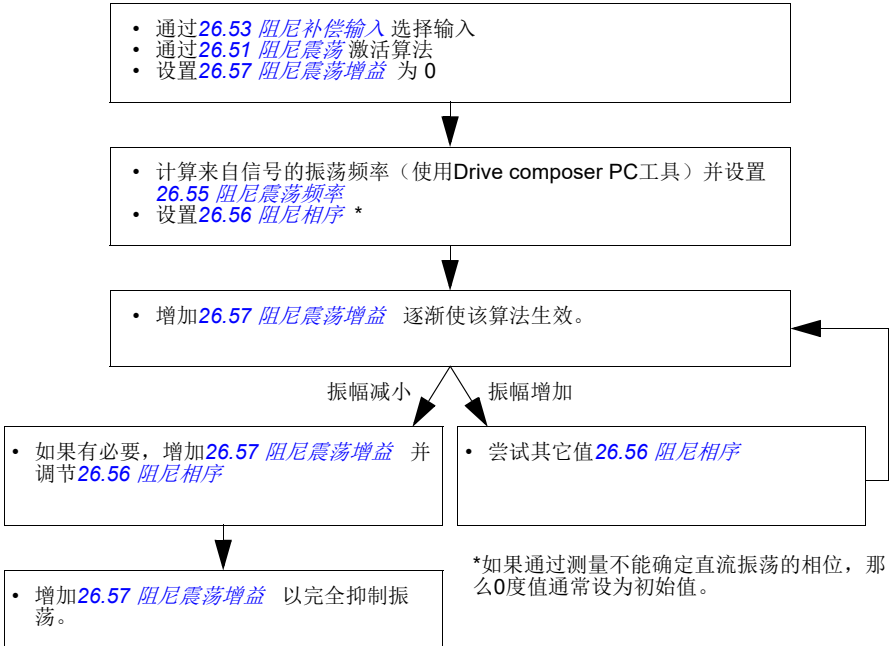 • 通过26.53 阻尼补偿输入 选择输入
• 通过26.51 阻尼震荡 激活算法
• 设置26.57 阻尼震荡增益 为 0
• 计算来自信号的振荡频率（使用Drive composer PC工具）并设置
26.55 阻尼震荡频率
• 设置26.56 阻尼相序 *
• 增加26.57 阻尼震荡增益 逐渐使该算法生效。
振幅减小
振幅增加
• 如果有必要，增加26.57 阻尼震荡增益 并
调节26.56 阻尼相序
• 尝试其它值26.56 阻尼相序
• 增加26.57 阻尼震荡增益 以完全抑制振
荡。
*如果通过测量不能确定直流振荡的相位，那
么0度值通常设为初始值。